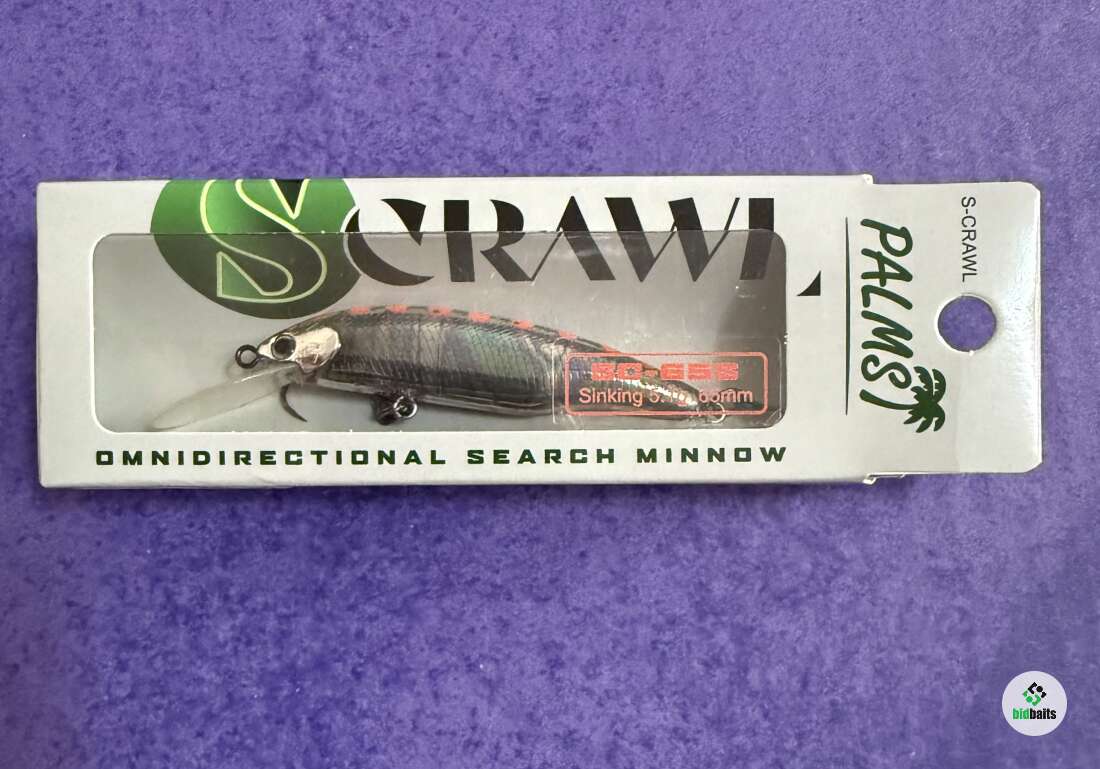 SCRAWL
SC-65S
Sinking 65mm
OMNIDIRECTIONAL SEARCH MINNOW
S-CRAWL
PALMS
bidbaits